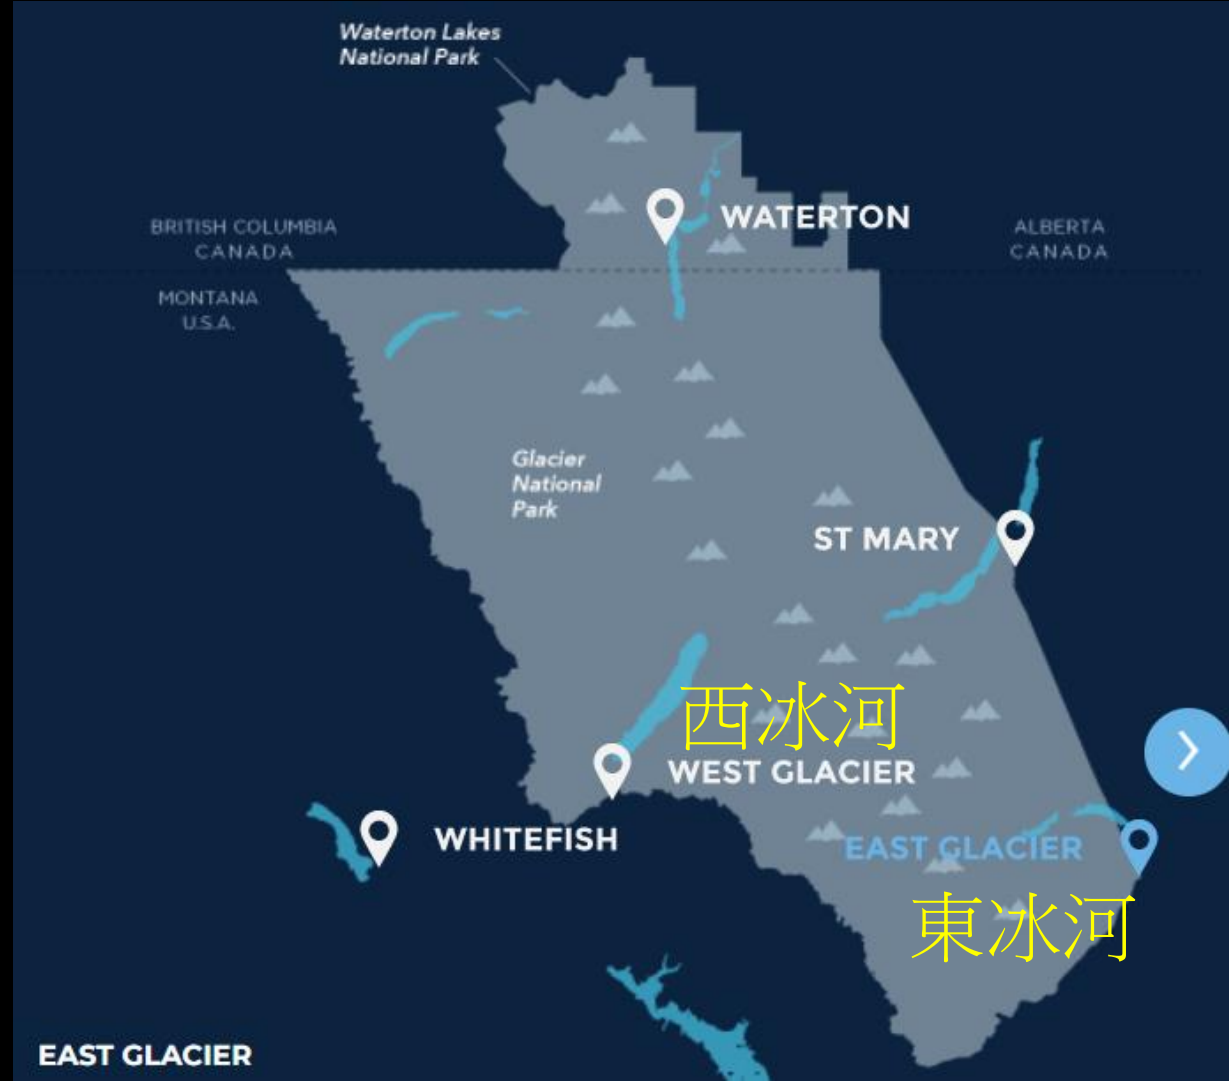 Waterton Lakes
National Park
WATERTON
BRITISH COLUMBIA
CANADA
ALBERTA
CANADA
MONTANA
U.S.A.
Glacier
National
Park
ST MARY
西冰河
WEST GLACIER
WHITEFISH
EAST GLACIER
東冰河
EAST GLACIER